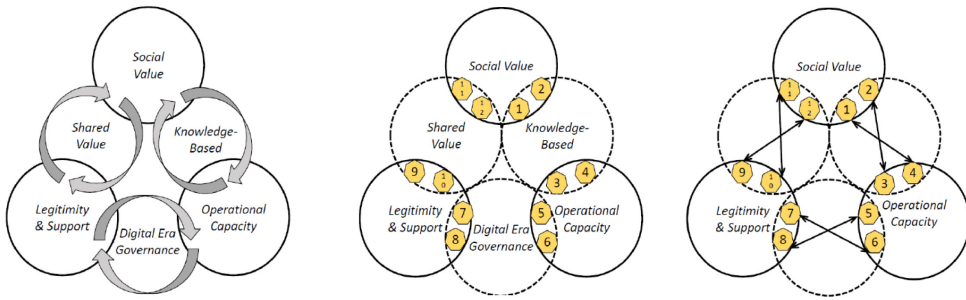 Social
Value
Shared
Value
Knowledge-
Based
Legitimity
& Support
Digital Era
Governance
Operational
Capacity
Social Value
1
1
1
2
1
2
Shared
Value
Knowledge-
Based
9
1
0
3
4
Legitimity
& Support
7
8
Digital Era
Governance
5
6
Operational
Capacity
Social Value
1
1
1
2
1
2
9
1
0
3
4
Legitimity
& Support
7
8
5
6
Operational
Capacity